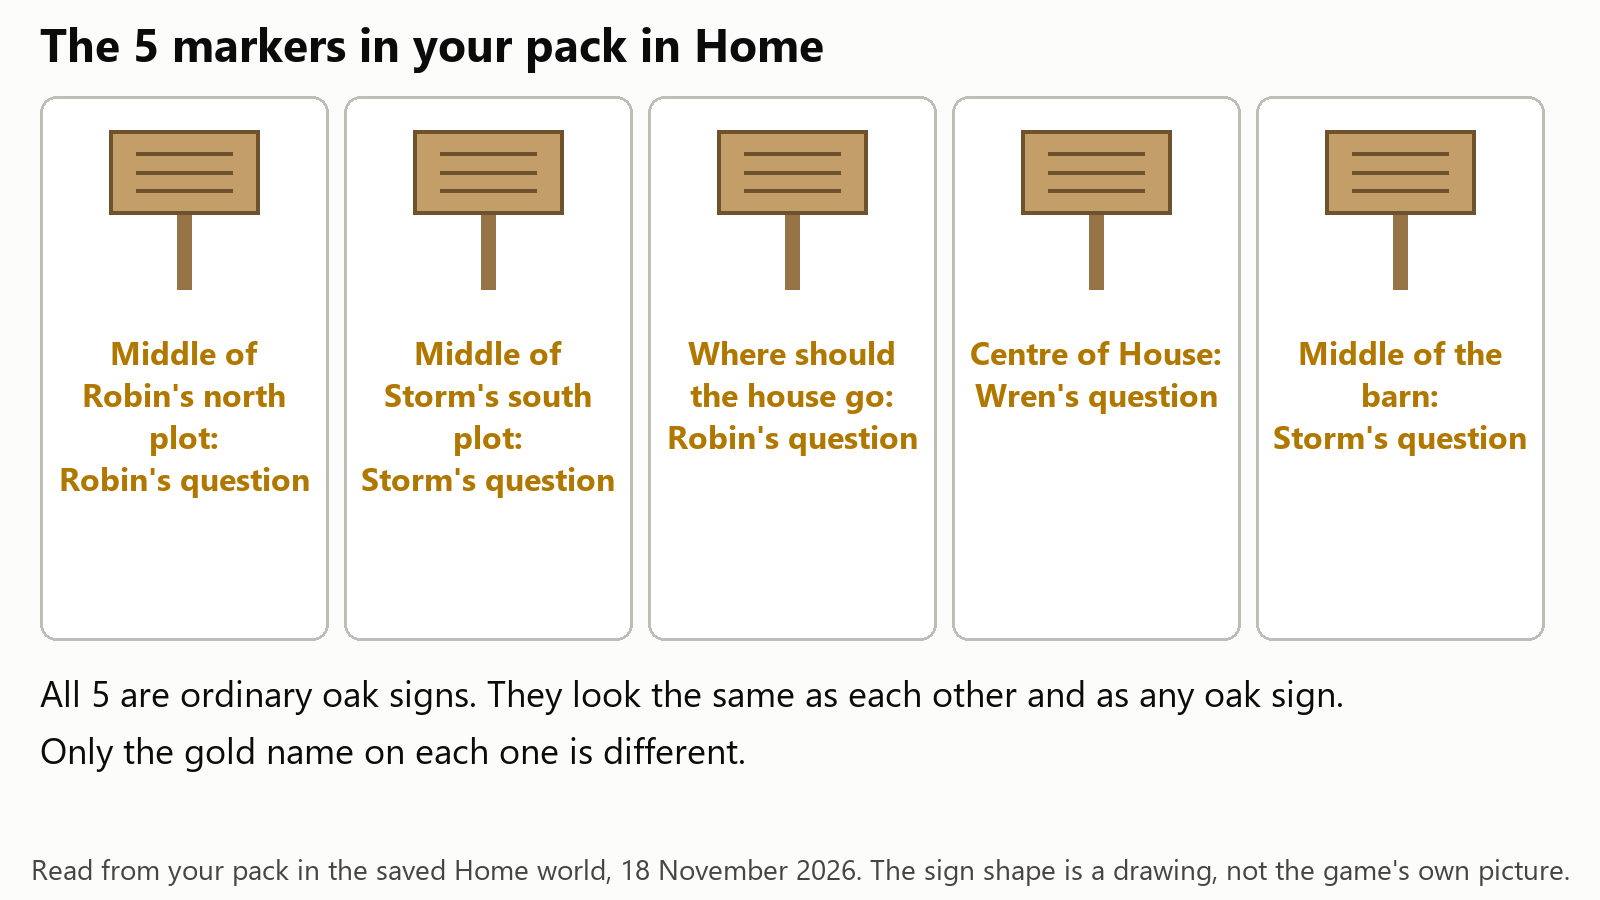 The 5 markers in your pack in Home
Middle of
Robin's north
plot:
Robin's question
Middle of
Storm's south
plot:
Storm's question
Where should
the house go:
Robin's question
Centre of House:
Wren's question
Middle of the
barn:
Storm's question
All 5 are ordinary oak signs. They look the same as each other and as any oak sign.
Only the gold name on each one is different.
Read from your pack in the saved Home world, 18 November 2026. The sign shape is a drawing, not the game's own picture.